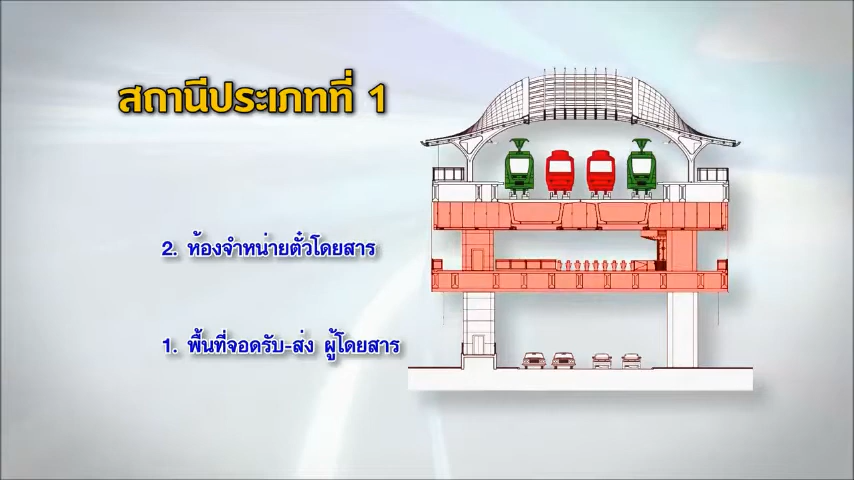 สถานีประเภทที่ 1
2. ห้องจำหน่ายตั๋วโดยสาร
1. พื้นที่จอดรับ-ส่ง ผู้โดยสาร